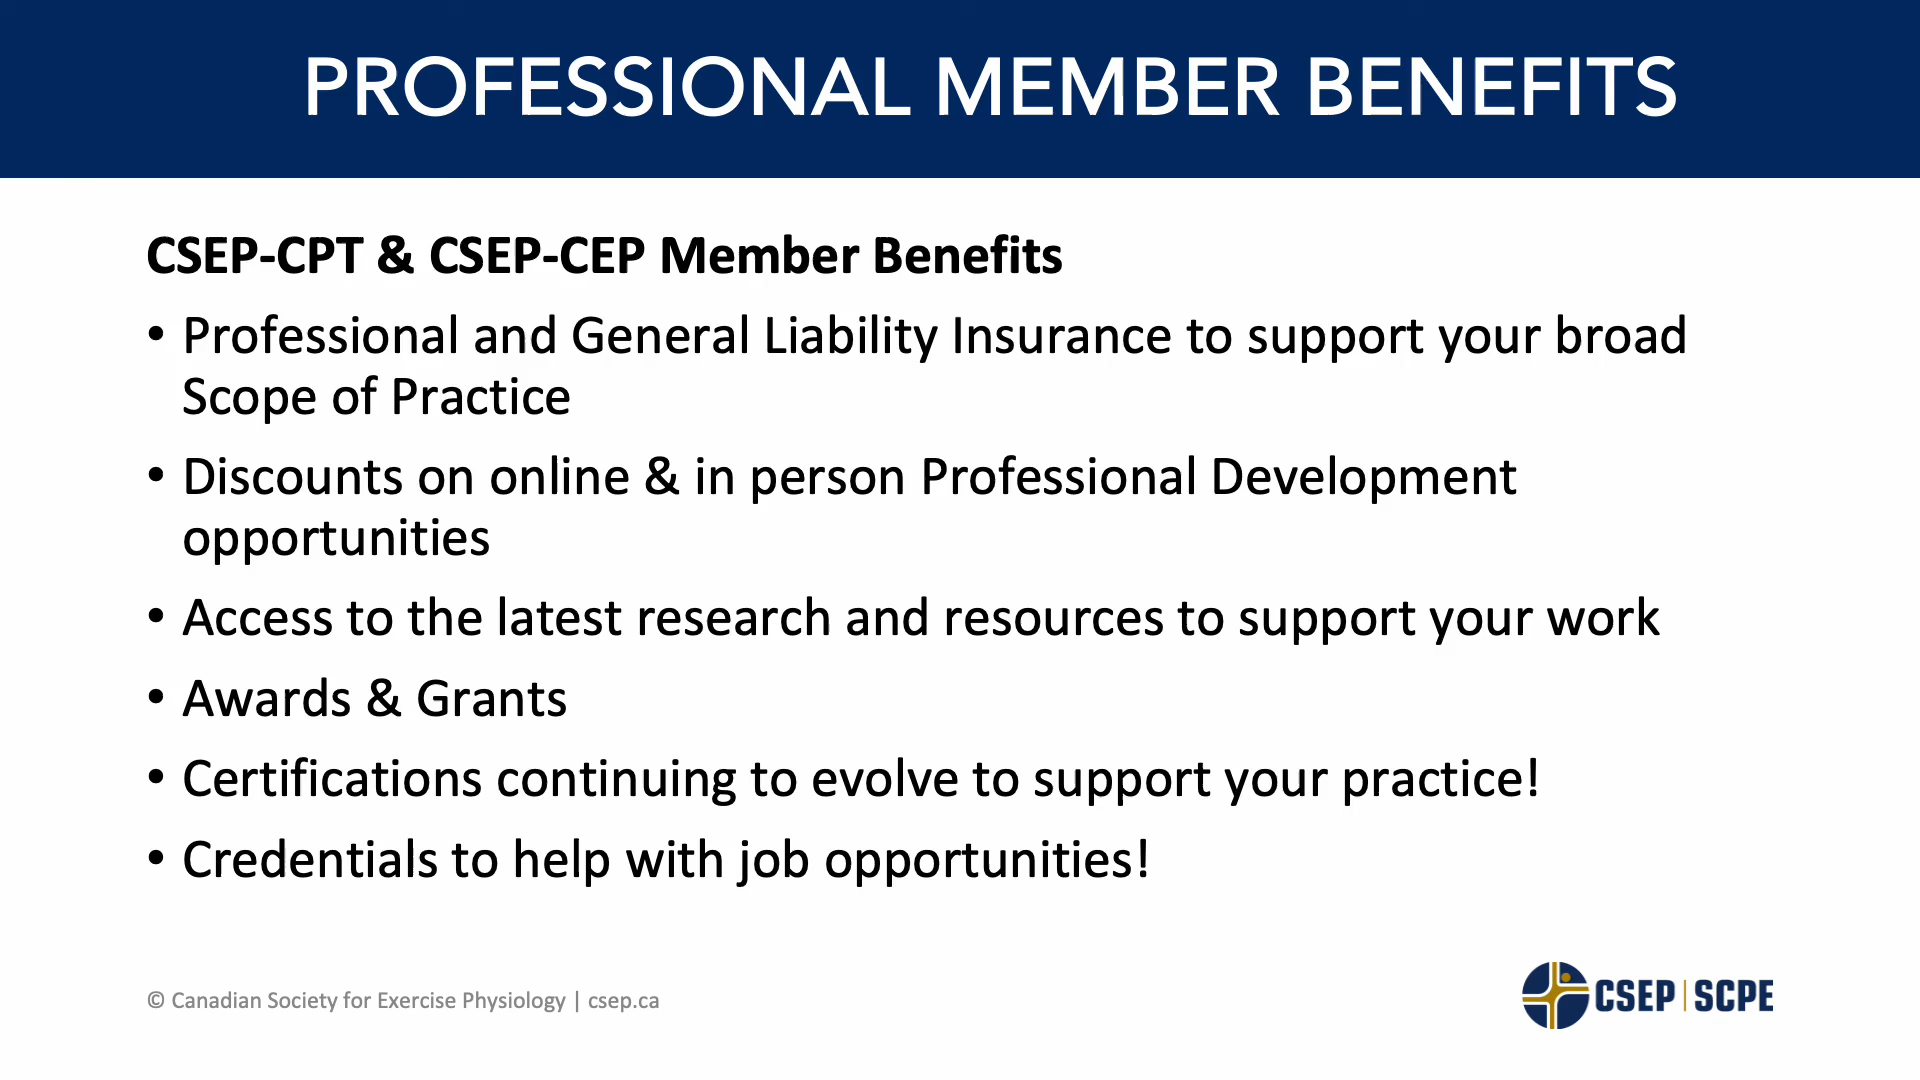 PROFESSIONAL MEMBER BENEFITS
CSEP-CPT & CSEP-CEP Member Benefits
• Professional and General Liability Insurance to support your broad
Scope of Practice
• Discounts on online & in person Professional Development
opportunities
• Access to the latest research and resources to support your work
• Awards & Grants
• Certifications continuing to evolve to support your practice!
• Credentials to help with job opportunities!
© Canadian Society for Exercise Physiology | csep.ca
CSEP | SCPE